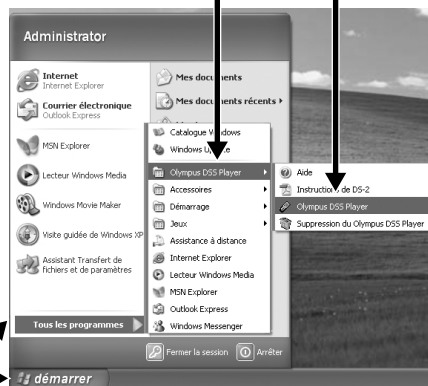 Administrator
Internet
Internet Explorer
Courrier électronique
Outlook Express
MSN Explorer
Lecteur Windows Media
Windows Movie Maker
Visite guidée de Windows XP
Assistant Transfert de
fichiers et de paramètres
Tous les programmes
Mes documents
Mes documents récents
Catalogue Windows
Windows Update
Olympus DSS Player
Accessoires
Démarrage
Jeux
Assistance à distance
Internet Explorer
Lecteur Windows Media
MSN Explorer
Outlook Express
Windows Messenger
Aide
Instructions de DS-2
Olympus DSS Player
Suppression du Olympus DSS Player
Fermer la session
Arrêter
démarrer